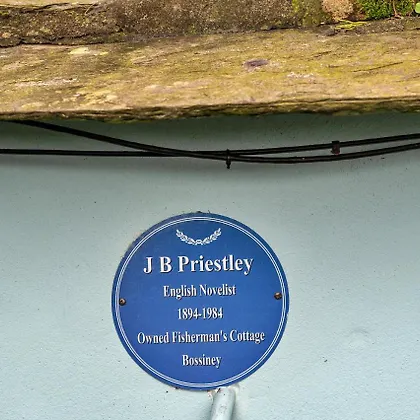 J B Priestley
English Novelist
1894-1984
Owned Fisherman's Cottage
Bossiney